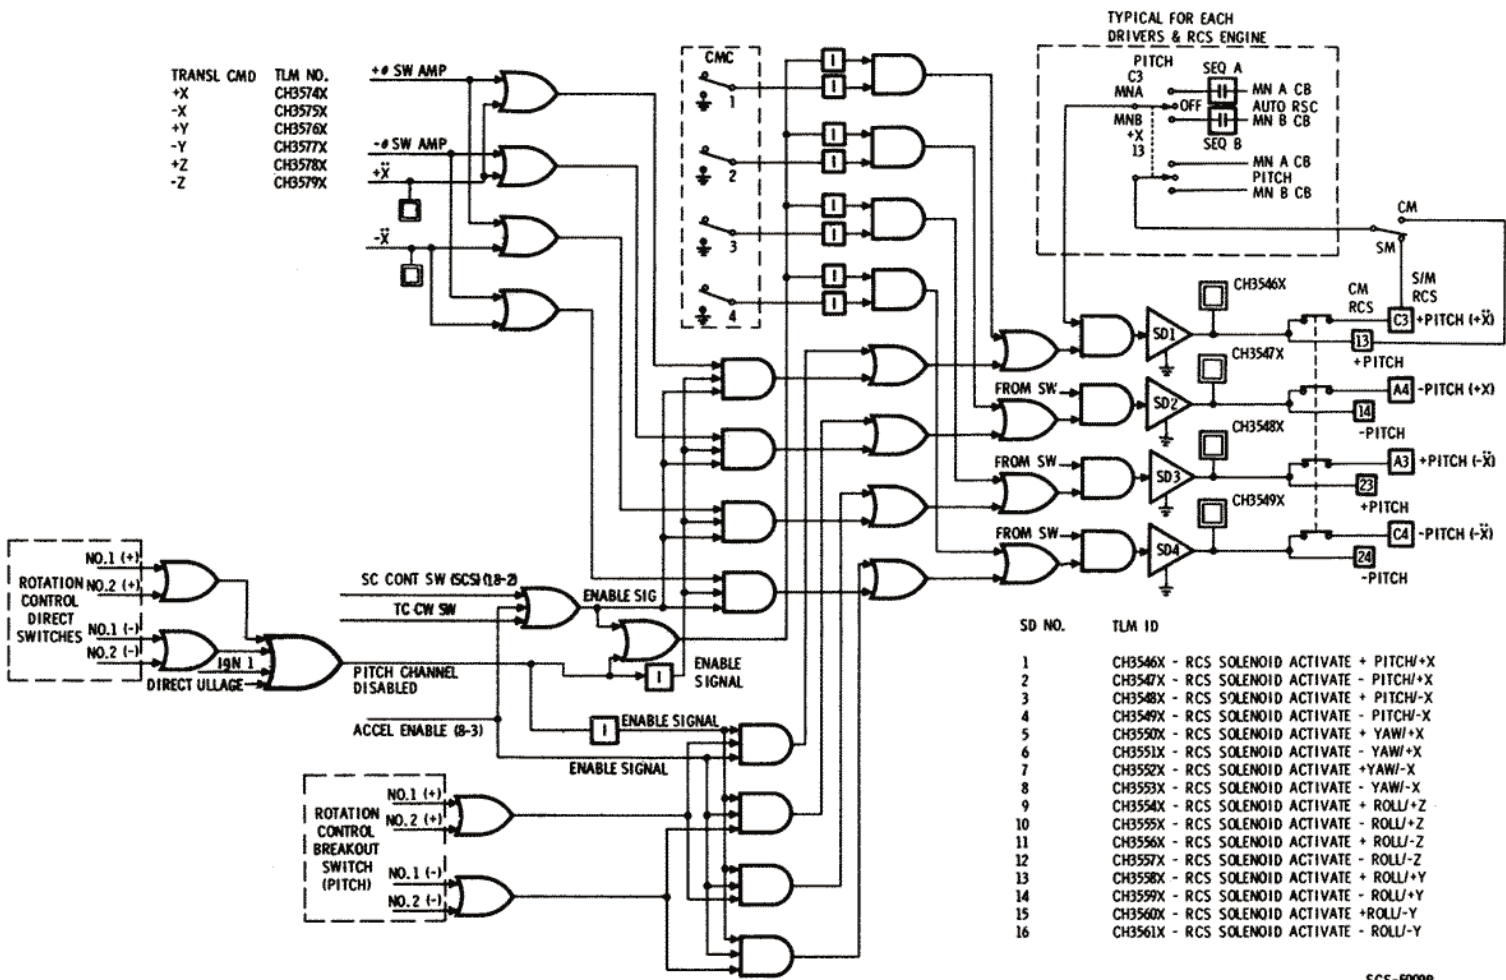 TYPICAL FOR EACH
DRIVERS & RCS ENGINE
TRANSL CMD TLM NO.
+X CH3574X
-X CH3575X
+Y CH3576X
-Y CH3577X
+Z CH3578X
-Z CH3579X
+ø SW AMP
-ø SW AMP
+Ẍ
-Ẍ
CMC
1
2
3
4
I
I
I
I
I
I
I
I
PITCH
C3
MNA
OFF
MNB
+X
13
SEQ A
MN A CB
AUTO RSC
MN B CB
SEQ B
MN A CB
PITCH
MN B CB
CM
SM
S/M
RCS
CM
RCS
SD1
CH3546X
C3 +PITCH (+Ẍ)
13
+PITCH
FROM SW
SD2
CH3547X
A4 -PITCH (+X)
14
-PITCH
FROM SW
SD3
CH3548X
A3 +PITCH (-Ẍ)
23
+PITCH
FROM SW
SD4
CH3549X
C4 -PITCH (-Ẍ)
24
-PITCH
ROTATION
CONTROL
DIRECT
SWITCHES
NO.1 (+)
NO.2 (+)
NO.1 (-)
NO.2 (-)
IGN 1
DIRECT ULLAGE
SC CONT SW (SCS) (18-2)
TC CW SW
ENABLE SIG
PITCH CHANNEL
DISABLED
I
ENABLE
SIGNAL
ACCEL ENABLE (8-3)
I
ENABLE SIGNAL
ENABLE SIGNAL
ROTATION
CONTROL
BREAKOUT
SWITCH
(PITCH)
NO.1 (+)
NO.2 (+)
NO.1 (-)
NO.2 (-)
SD NO. TLM ID
1 CH3546X - RCS SOLENOID ACTIVATE + PITCH/+X
2 CH3547X - RCS SOLENOID ACTIVATE - PITCH/+X
3 CH3548X - RCS SOLENOID ACTIVATE + PITCH/-X
4 CH3549X - RCS SOLENOID ACTIVATE - PITCH/-X
5 CH3550X - RCS SOLENOID ACTIVATE + YAW/+X
6 CH3551X - RCS SOLENOID ACTIVATE - YAW/+X
7 CH3552X - RCS SOLENOID ACTIVATE +YAW/-X
8 CH3553X - RCS SOLENOID ACTIVATE - YAW/-X
9 CH3554X - RCS SOLENOID ACTIVATE + ROLL/+Z
10 CH3555X - RCS SOLENOID ACTIVATE - ROLL/+Z
11 CH3556X - RCS SOLENOID ACTIVATE + ROLL/-Z
12 CH3557X - RCS SOLENOID ACTIVATE - ROLL/-Z
13 CH3558X - RCS SOLENOID ACTIVATE + ROLL/+Y
14 CH3559X - RCS SOLENOID ACTIVATE - ROLL/+Y
15 CH3560X - RCS SOLENOID ACTIVATE +ROLL/-Y
16 CH3561X - RCS SOLENOID ACTIVATE - ROLL/-Y